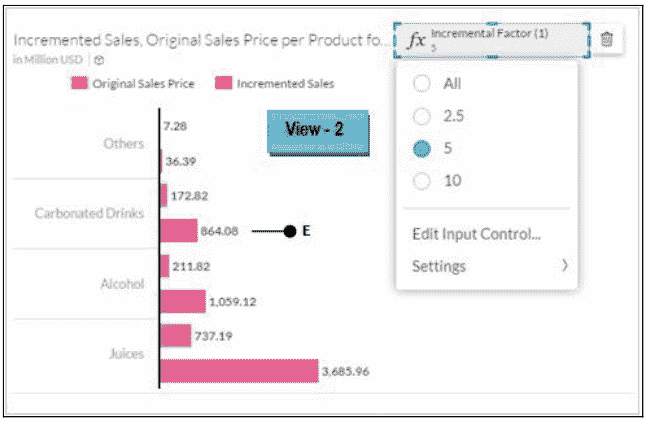 Incremented Sales, Original Sales Price per Product fo...
in Million USD
Original Sales Price
Incremented Sales
fx Incremental Factor (1)
5
All
2.5
5
10
Edit Input Control...
Settings
View - 2
Others
7.28
36.39
Carbonated Drinks
172.82
864.08
E
Alcohol
211.82
1,059.12
Juices
737.19
3,685.96